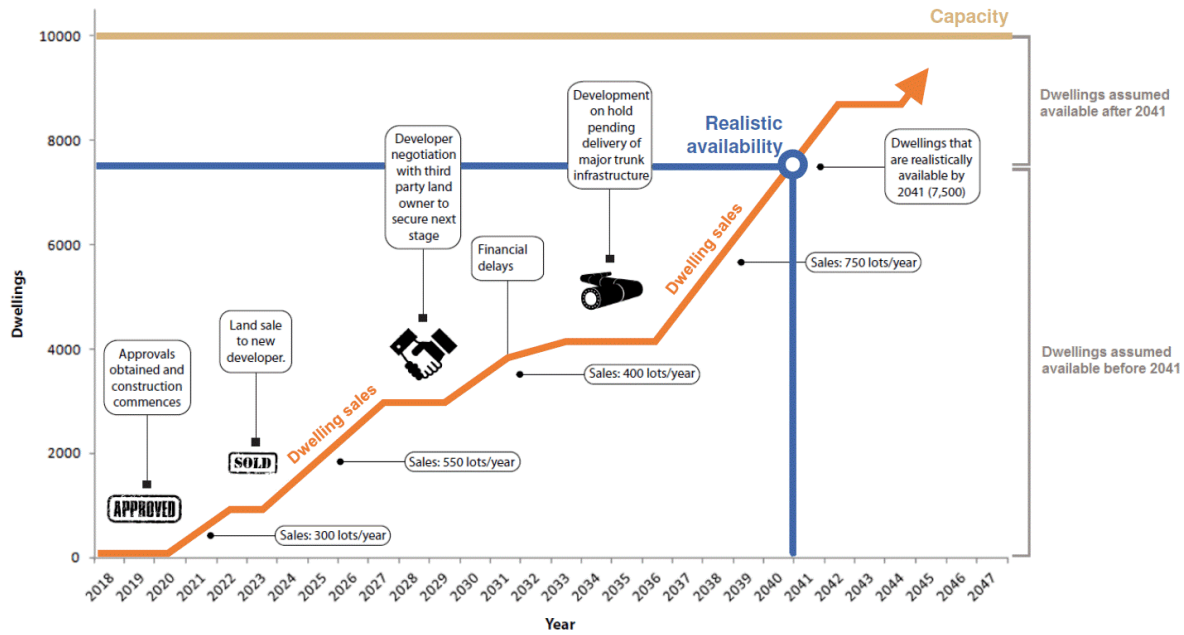 Capacity
10000
8000
6000
4000
2000
0
Dwellings
Dwellings assumed
available after 2041
Dwellings assumed
available before 2041
Realistic
availability
Approvals
obtained and
construction
commences
APPROVED
Land sale
to new
developer.
SOLD
Developer
negotiation
with third
party land
owner to
secure next
stage
Financial
delays
Development
on hold
pending
delivery of
major trunk
infrastructure
Dwellings that
are realistically
available by
2041 (7,500)
Dwelling sales
Dwelling sales
Sales: 300 lots/year
Sales: 550 lots/year
Sales: 400 lots/year
Sales: 750 lots/year
2018
2019
2020
2021
2022
2023
2024
2025
2026
2027
2028
2029
2030
2031
2032
2033
2034
2035
2036
2037
2038
2039
2040
2041
2042
2043
2044
2045
2046
2047
Year